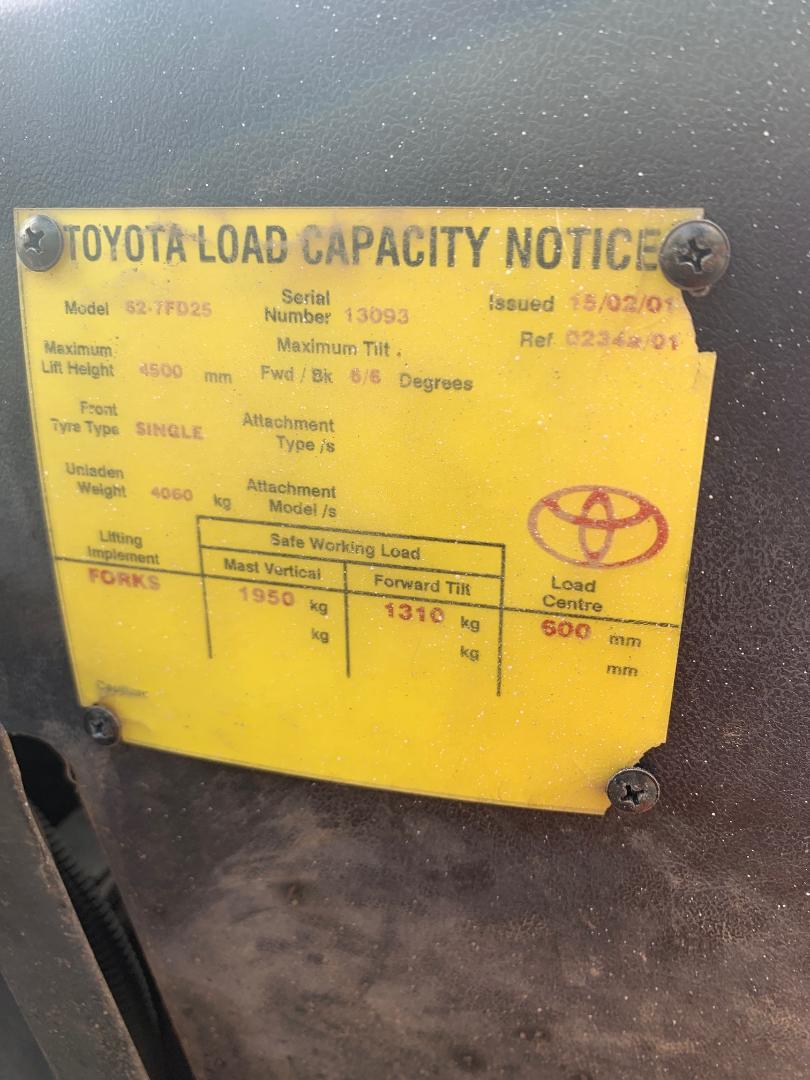 TOYOTA LOAD CAPACITY NOTICE
Model 62-7FD25 Serial Number 13093 Issued 15/02/01
Ref 0234a/01
Maximum Lift Height 4500 mm Maximum Tilt Fwd / Bk 6/6 Degrees
Front Tyre Type SINGLE Attachment Type /s
Unladen Weight 4060 kg Attachment Model /s
Lifting Implement Safe Working Load
Mast Vertical Forward Tilt Load Centre
FORKS 1950 kg 1310 kg 600 mm
kg kg mm